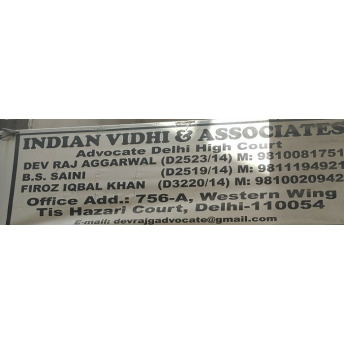 INDIAN VIDHI & ASSOCIATES
Advocate Delhi High Court
DEV RAJ AGGARWAL (D2523/14) M: 9810081751
B.S. SAINI (D2519/14) M: 9811194921
FIROZ IQBAL KHAN (D3220/14) M: 9810020942
Office Add.: 756-A, Western Wing
Tis Hazari Court, Delhi-110054
E-mail: devrajgadvocate@gmail.com